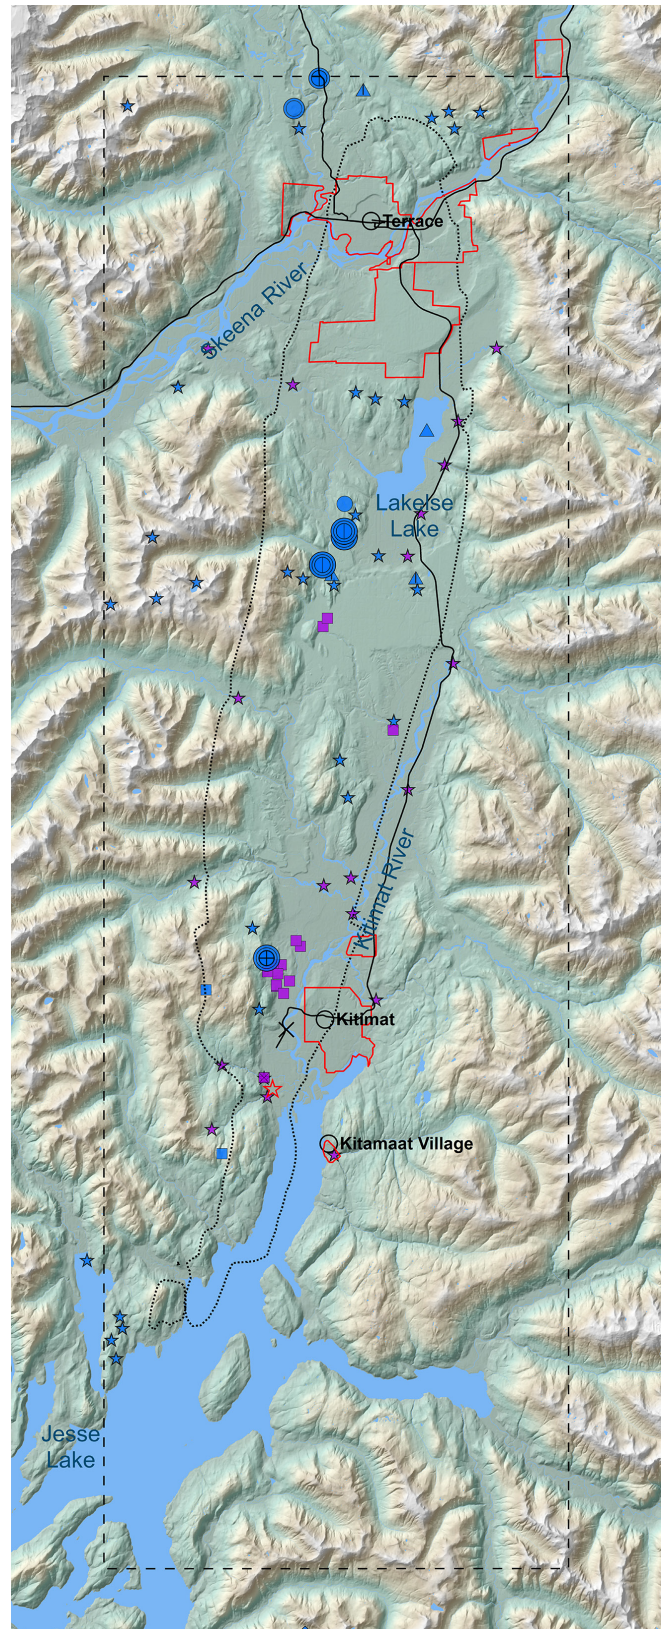 Terrace
Skeena River
Lakelse
Lake
Kitimat River
Kitimat
Kitamaat Village
Jesse
Lake